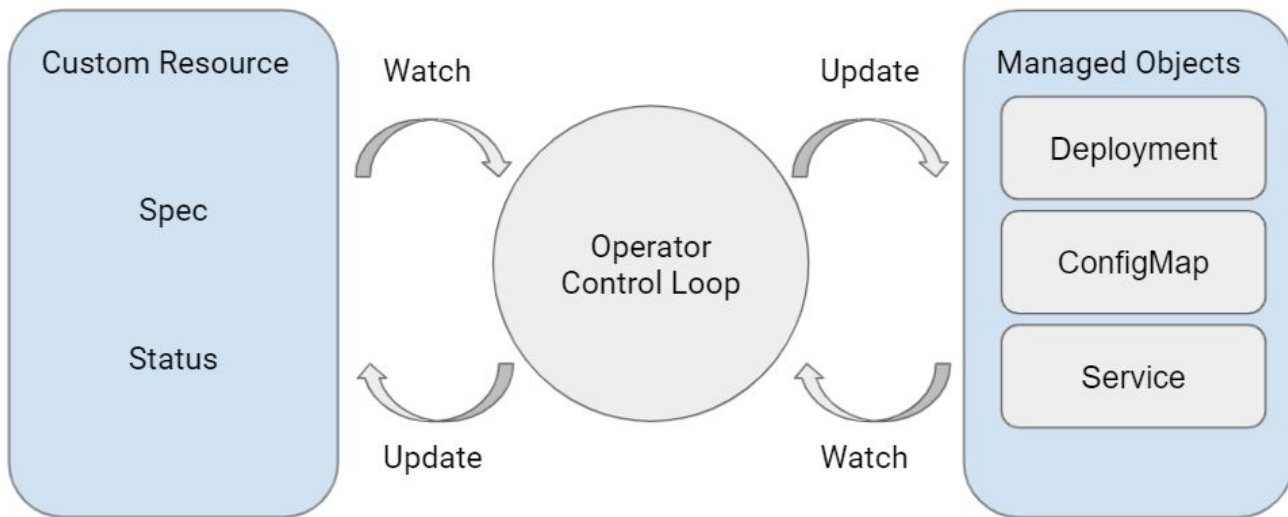 Custom Resource
Spec
Status
Watch
Update
Operator
Control Loop
Update
Watch
Managed Objects
Deployment
ConfigMap
Service